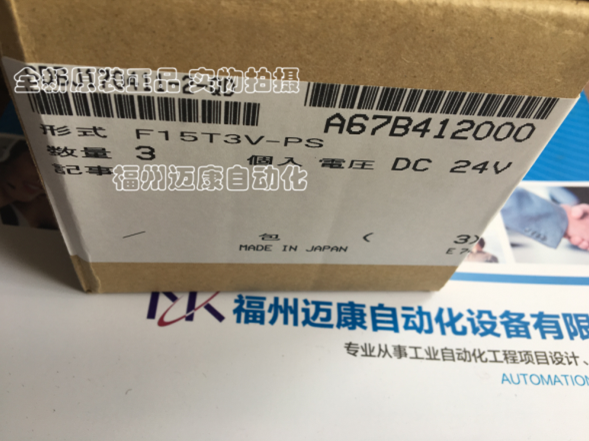 全新原装正品 实物拍摄
A67B412000
形式 F15T3V-PS
数量 3 個入 電圧 DC 24V
記事
福州迈康自动化
／ 包 ( 3)
MADE IN JAPAN
MK 福州迈康自动化设备有限
专业从事工业自动化工程项目设计、
AUTOMATION